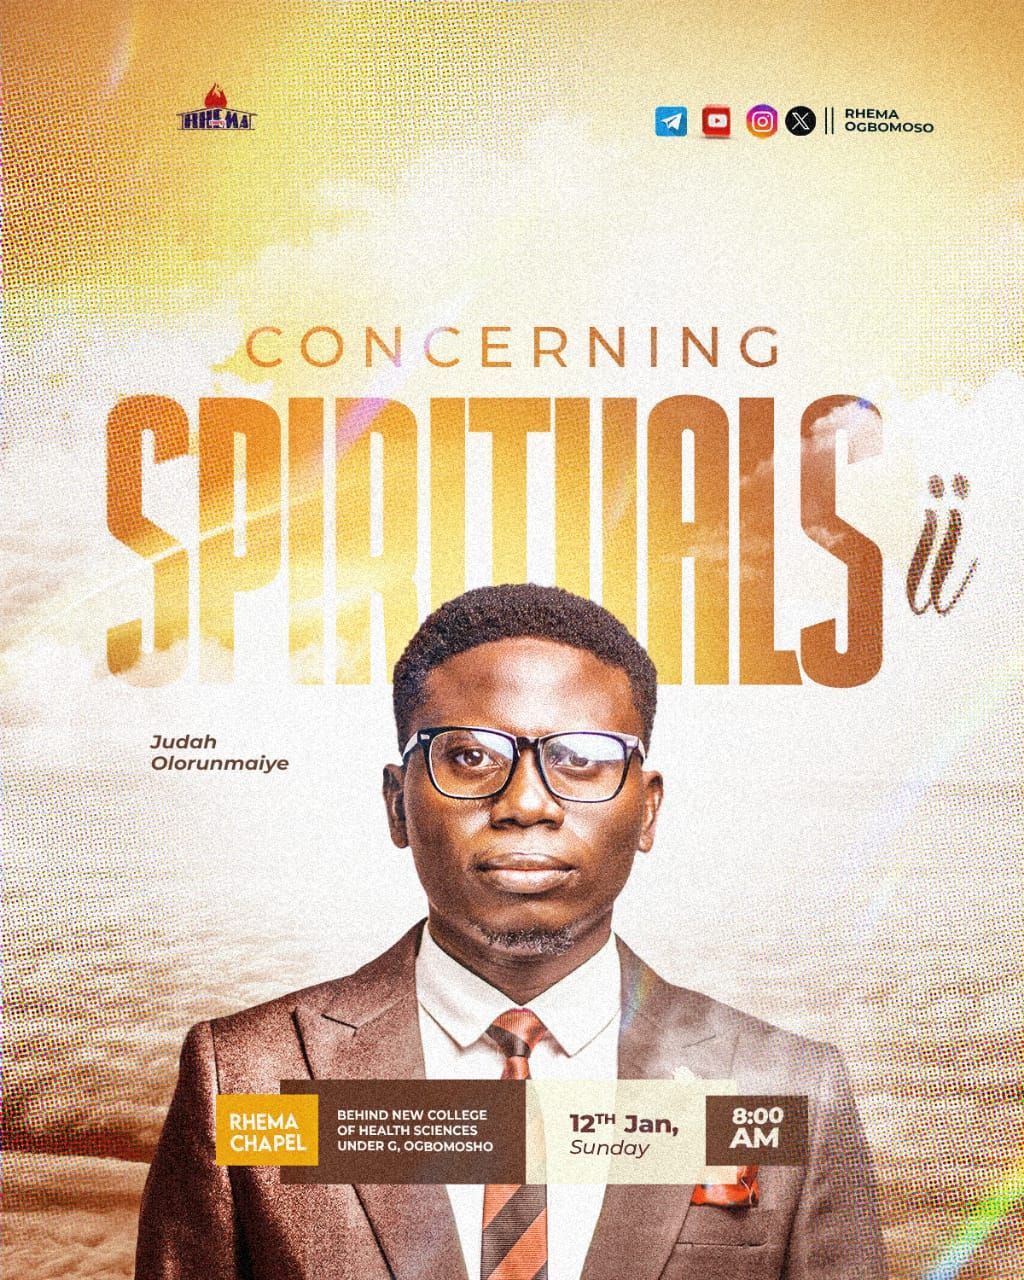 RHEMA
RHEMA
OGBOMOSO
CONCERNING
SPIRITUALS
ii
Judah
Olorunmaiye
RHEMA
CHAPEL
BEHIND NEW COLLEGE
OF HEALTH SCIENCES
UNDER G, OGBOMOSHO
12TH Jan,
Sunday
8:00
AM